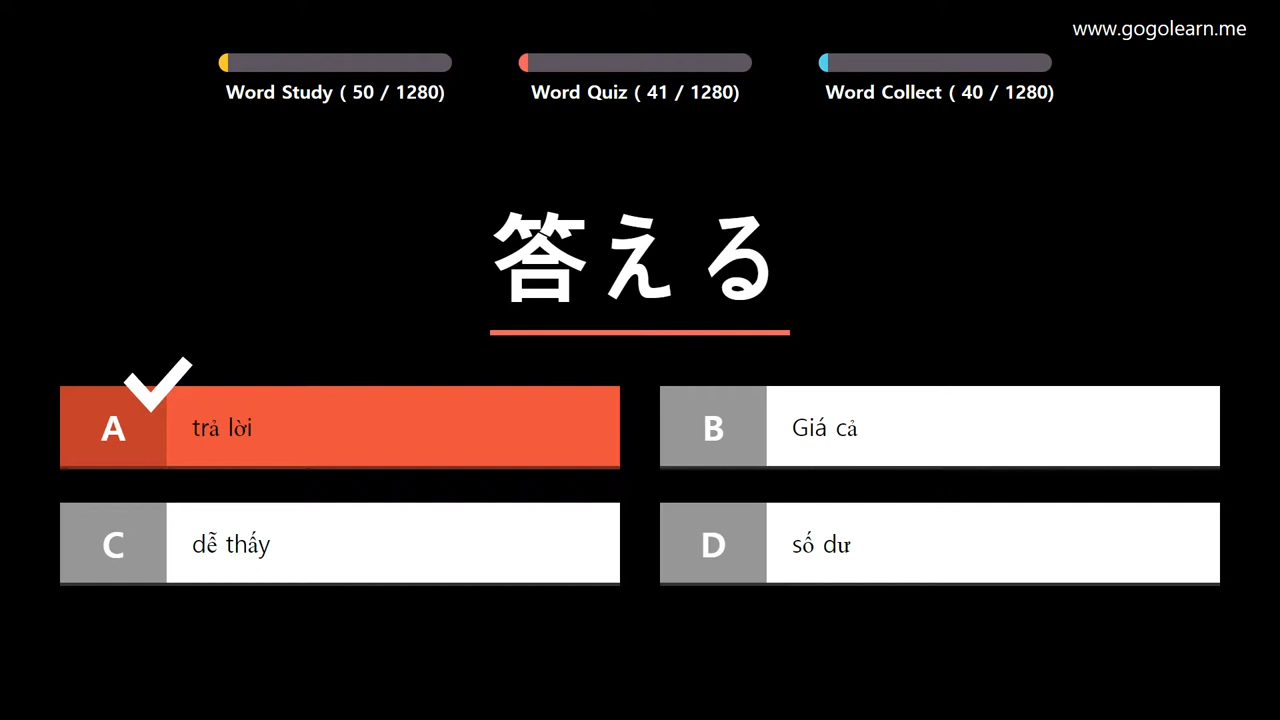 www.gogolearn.me
Word Study ( 50 / 1280)
Word Quiz ( 41 / 1280)
Word Collect ( 40 / 1280)
答える
A trả lời
B Giá cả
C dễ thấy
D số dư